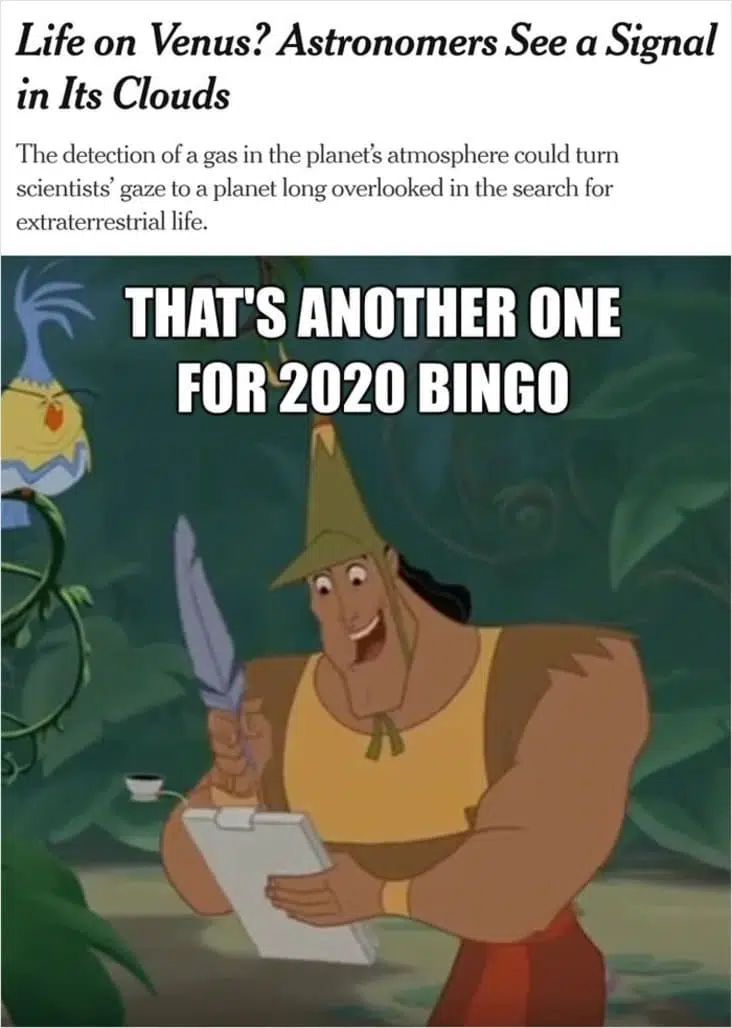 Life on Venus? Astronomers See a Signal
in Its Clouds
The detection of a gas in the planet's atmosphere could turn
scientists' gaze to a planet long overlooked in the search for
extraterrestrial life.
THAT'S ANOTHER ONE
FOR 2020 BINGO